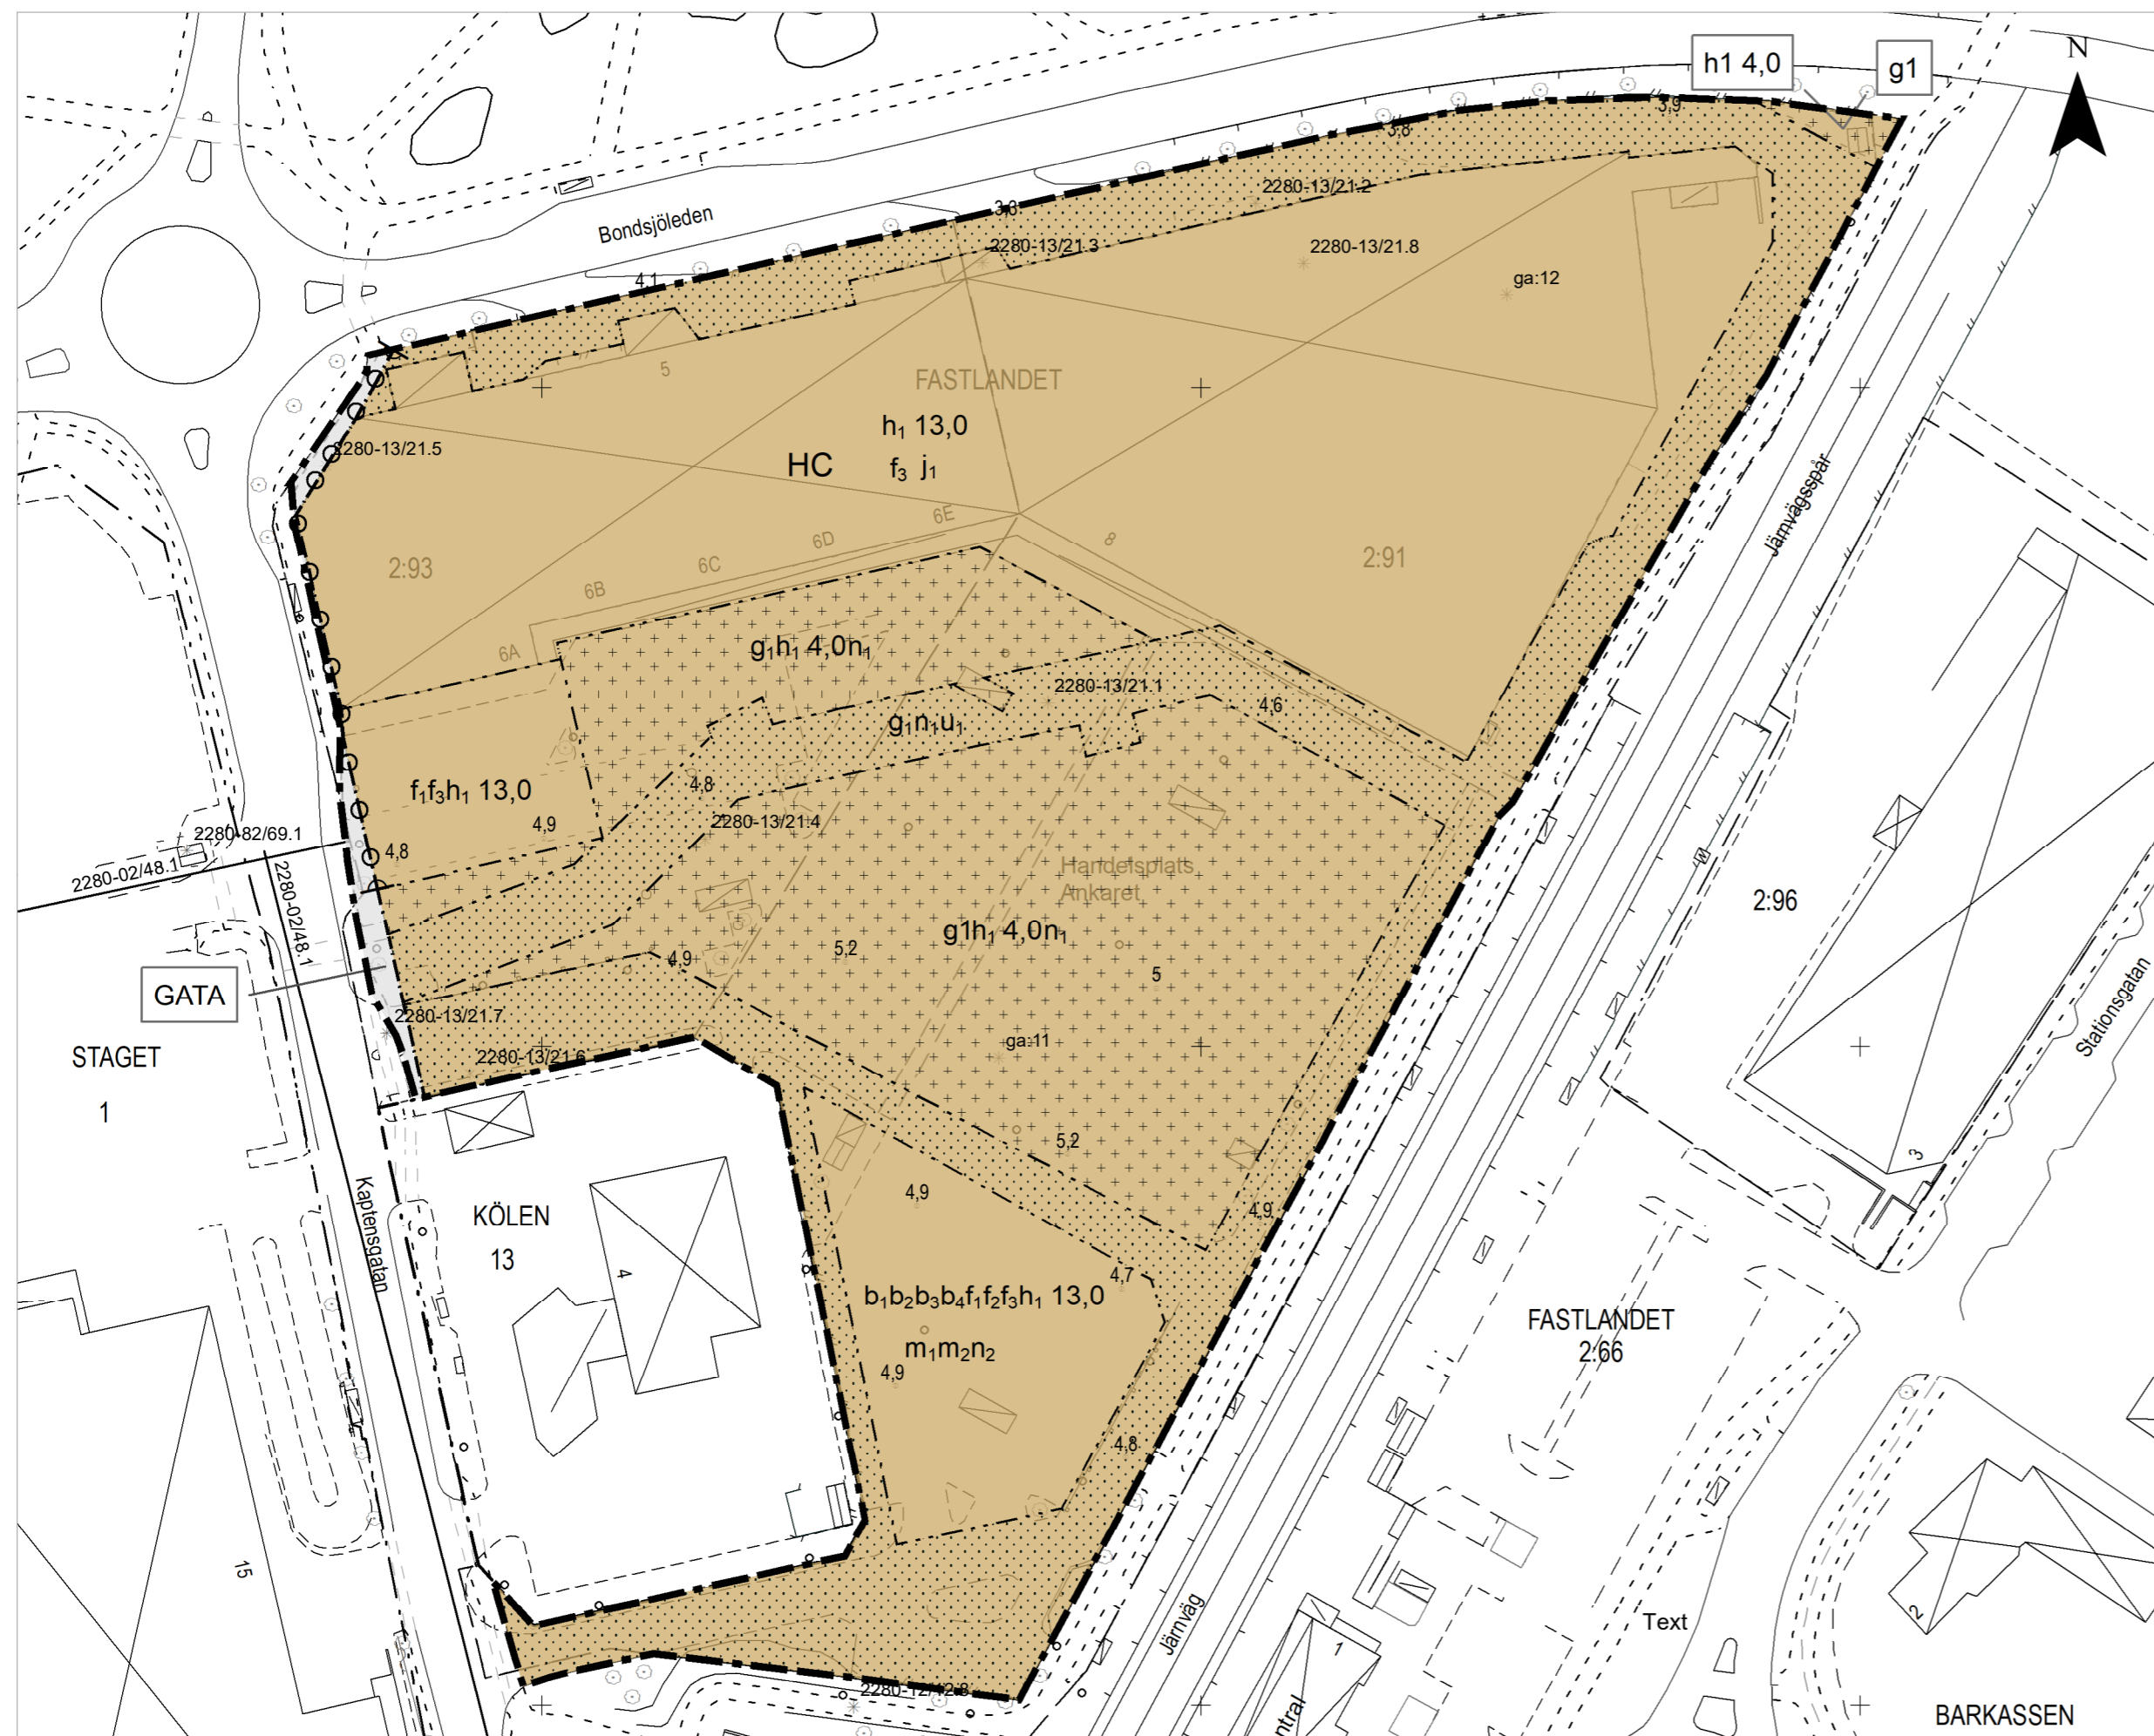 h1 4,0
g1
N
3,9
3,8
2280-13/21.2
3,3
Bondsjöleden
2280-13/21.3
2280-13/21.8
4,1
ga:12
5
FASTLANDET
h₁ 13,0
HC
f₃ j₁
2280-13/21.5
Järnvägsspår
6E
6D
8
6C
2:93
2:91
6B
6A
g₁h₁ 4,0n₁
2280-13/21.1
4,6
g₁n₁u₁
f₁f₃h₁ 13,0
4,8
4,9
2280-13/21.4
2280-82/69.1
4,8
2280-02/48.1
2280-02/48.1
Handelsplats
Ankaret
2:96
g1h₁ 4,0n₁
5,2
4,9
5
GATA
2280-13/21.7
Stationsgatan
ga:11
STAGET
1
2280-13/21.6
5,2
3
Kaptensgatan
4,9
4,9
KÖLEN
13
4
4,7
b₁b₂b₃b₄f₁f₂f₃h₁ 13,0
m₁m₂n₂
4,9
FASTLANDET
2:66
4,8
15
2
Järnväg
Text
1
2280-12/12.8
ntral
BARKASSEN